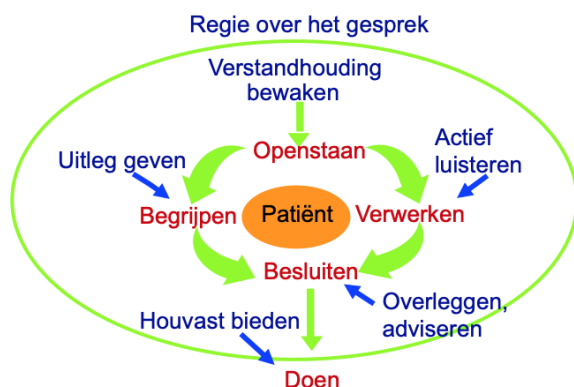 Regie over het gesprek
Verstandhouding
bewaken
Openstaan
Uitleg geven
Actief
luisteren
Begrijpen
Patiënt
Verwerken
Besluiten
Overleggen,
adviseren
Houvast bieden
Doen